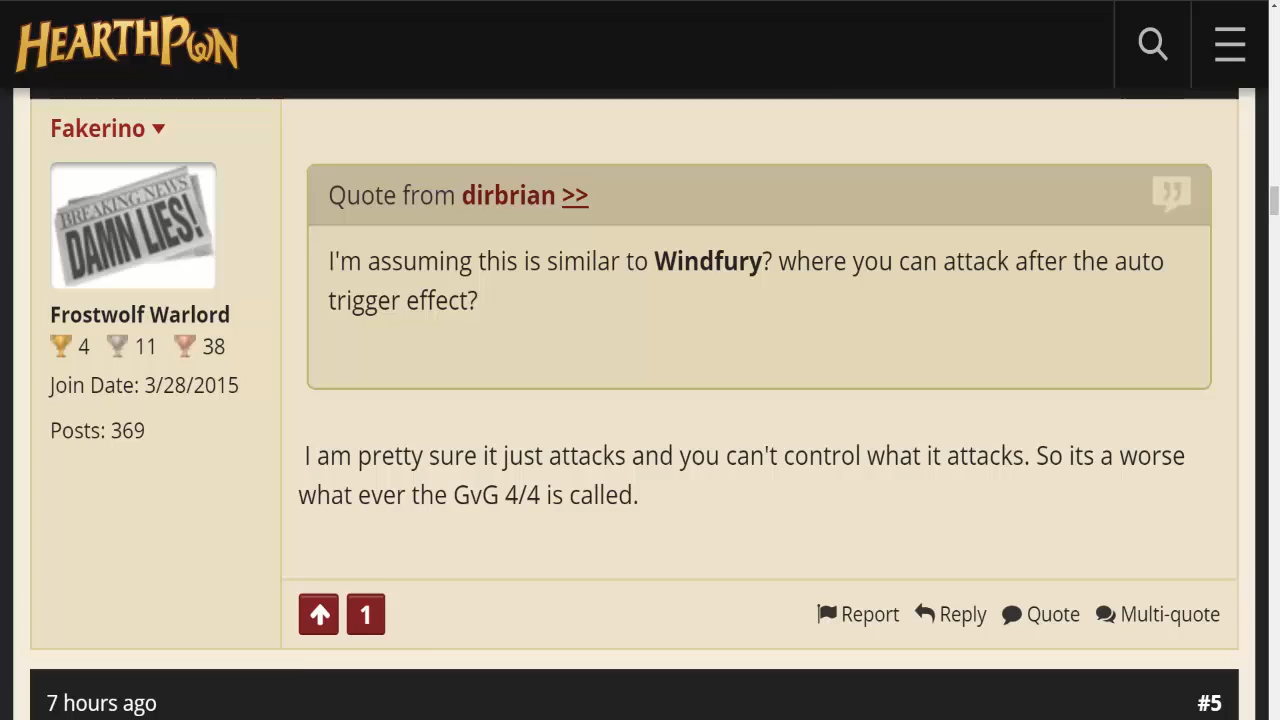 HEARTHPWN
Fakerino
BREAKING NEWS
DAMN LIES!
Frostwolf Warlord
4 11 38
Join Date: 3/28/2015
Posts: 369
Quote from dirbrian >>
I'm assuming this is similar to Windfury? where you can attack after the auto
trigger effect?
I am pretty sure it just attacks and you can't control what it attacks. So its a worse
what ever the GvG 4/4 is called.
1
Report Reply Quote Multi-quote
7 hours ago #5